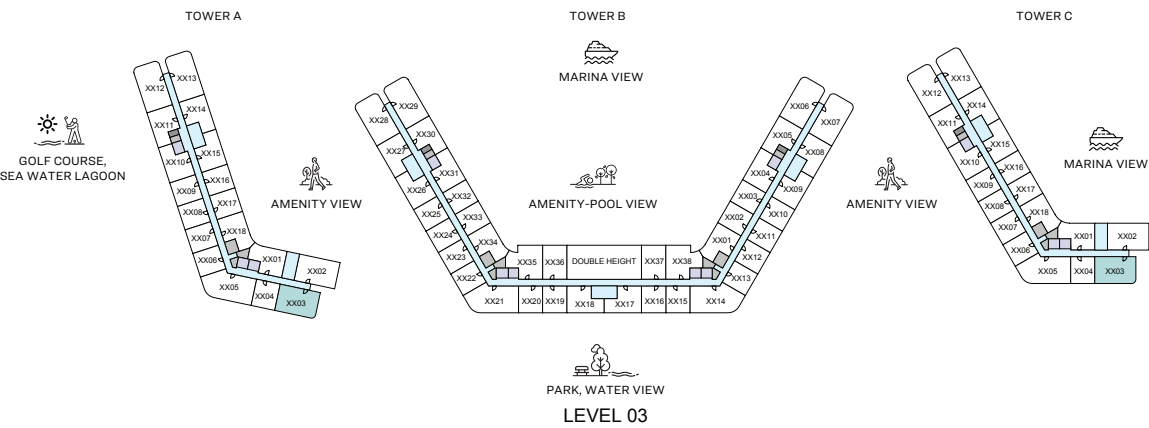 TOWER A
TOWER B
TOWER C
MARINA VIEW
GOLF COURSE,
SEA WATER LAGOON
AMENITY VIEW
AMENITY-POOL VIEW
AMENITY VIEW
MARINA VIEW
XX12
XX13
XX14
XX11
XX10
XX15
XX16
XX09
XX17
XX08
XX07
XX18
XX06
XX01
XX02
XX05
XX04
XX03
XX29
XX28
XX30
XX27
XX31
XX26
XX32
XX25
XX33
XX24
XX34
XX23
XX22
XX35
XX36
DOUBLE HEIGHT
XX37
XX38
XX21
XX20
XX19
XX18
XX17
XX16
XX15
XX14
XX06
XX07
XX05
XX08
XX04
XX09
XX03
XX10
XX02
XX11
XX01
XX12
XX13
XX13
XX12
XX14
XX11
XX15
XX10
XX16
XX09
XX17
XX08
XX18
XX07
XX06
XX01
XX02
XX05
XX04
XX03
PARK, WATER VIEW
LEVEL 03